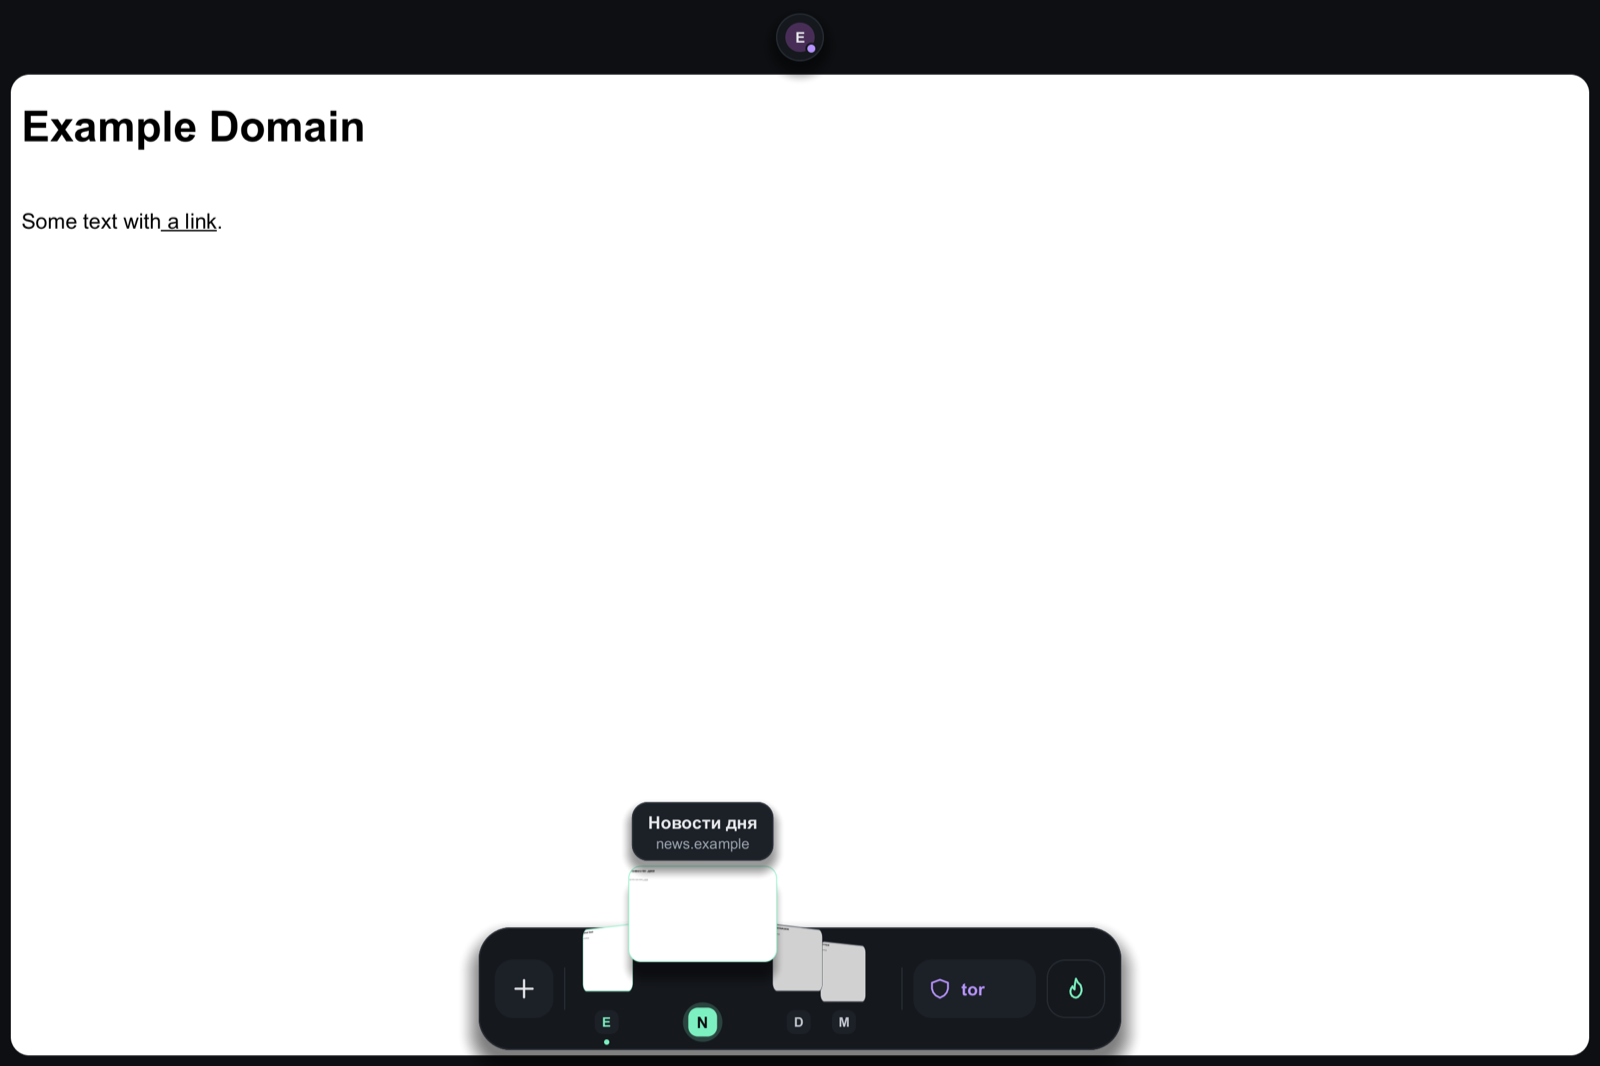 E
Example Domain
Some text with a link.
Новости дня
news.example
tor
E
N
D
M